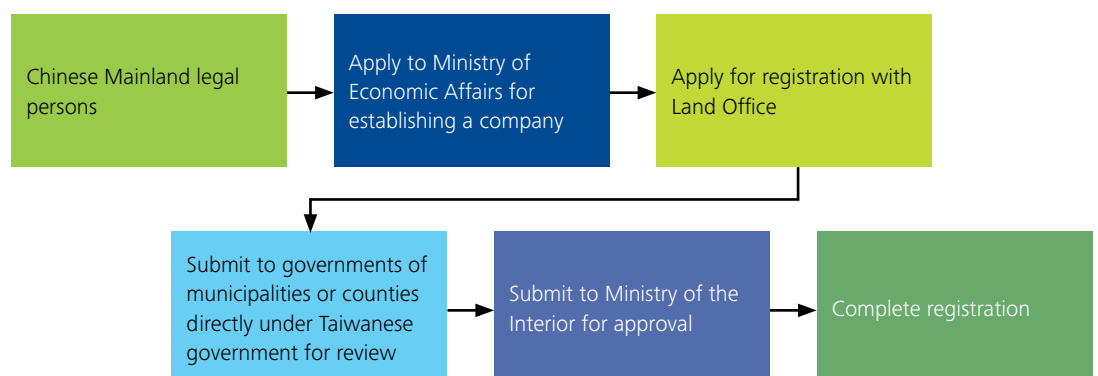 Chinese Mainland legal
persons
Apply to Ministry of
Economic Affairs for
establishing a company
Apply for registration with
Land Office
Submit to governments of
municipalities or counties
directly under Taiwanese
government for review
Submit to Ministry of the
Interior for approval
Complete registration